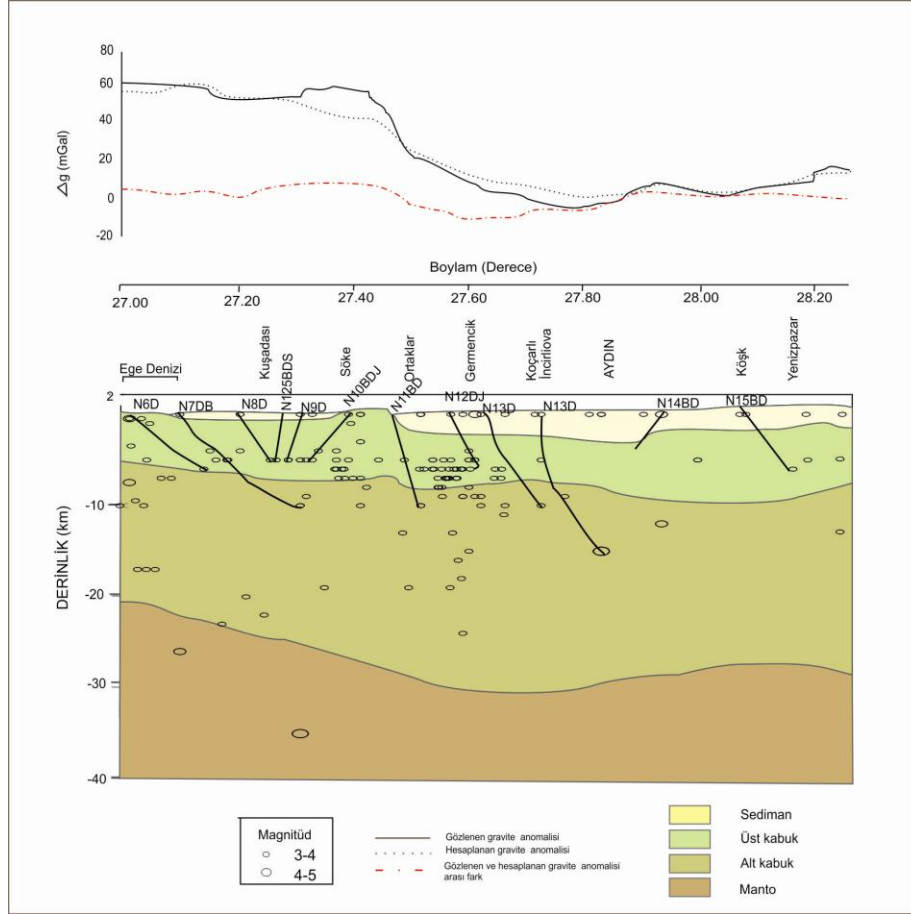 80
60
40
20
0
-20
Δg (mGal)
Boylam (Derece)
27.00
27.20
27.40
27.60
27.80
28.00
28.20
Ege Denizi
Kuşadası
Söke
Ortaklar
Germencik
Koçarlı
İncirliova
AYDIN
Köşk
Yenizpazar
N6D
N7DB
N8D
N125BDS
N9D
N10BDJ
N11BD
N12DJ
N13D
N13D
N14BD
N15BD
2
-10
-20
-30
-40
DERİNLİK (km)
Magnitüd
3-4
4-5
Gözlenen gravite anomalisi
Hesaplanan gravite anomalisi
Gözlenen ve hesaplanan gravite anomalisi
arası fark
Sediman
Üst kabuk
Alt kabuk
Manto